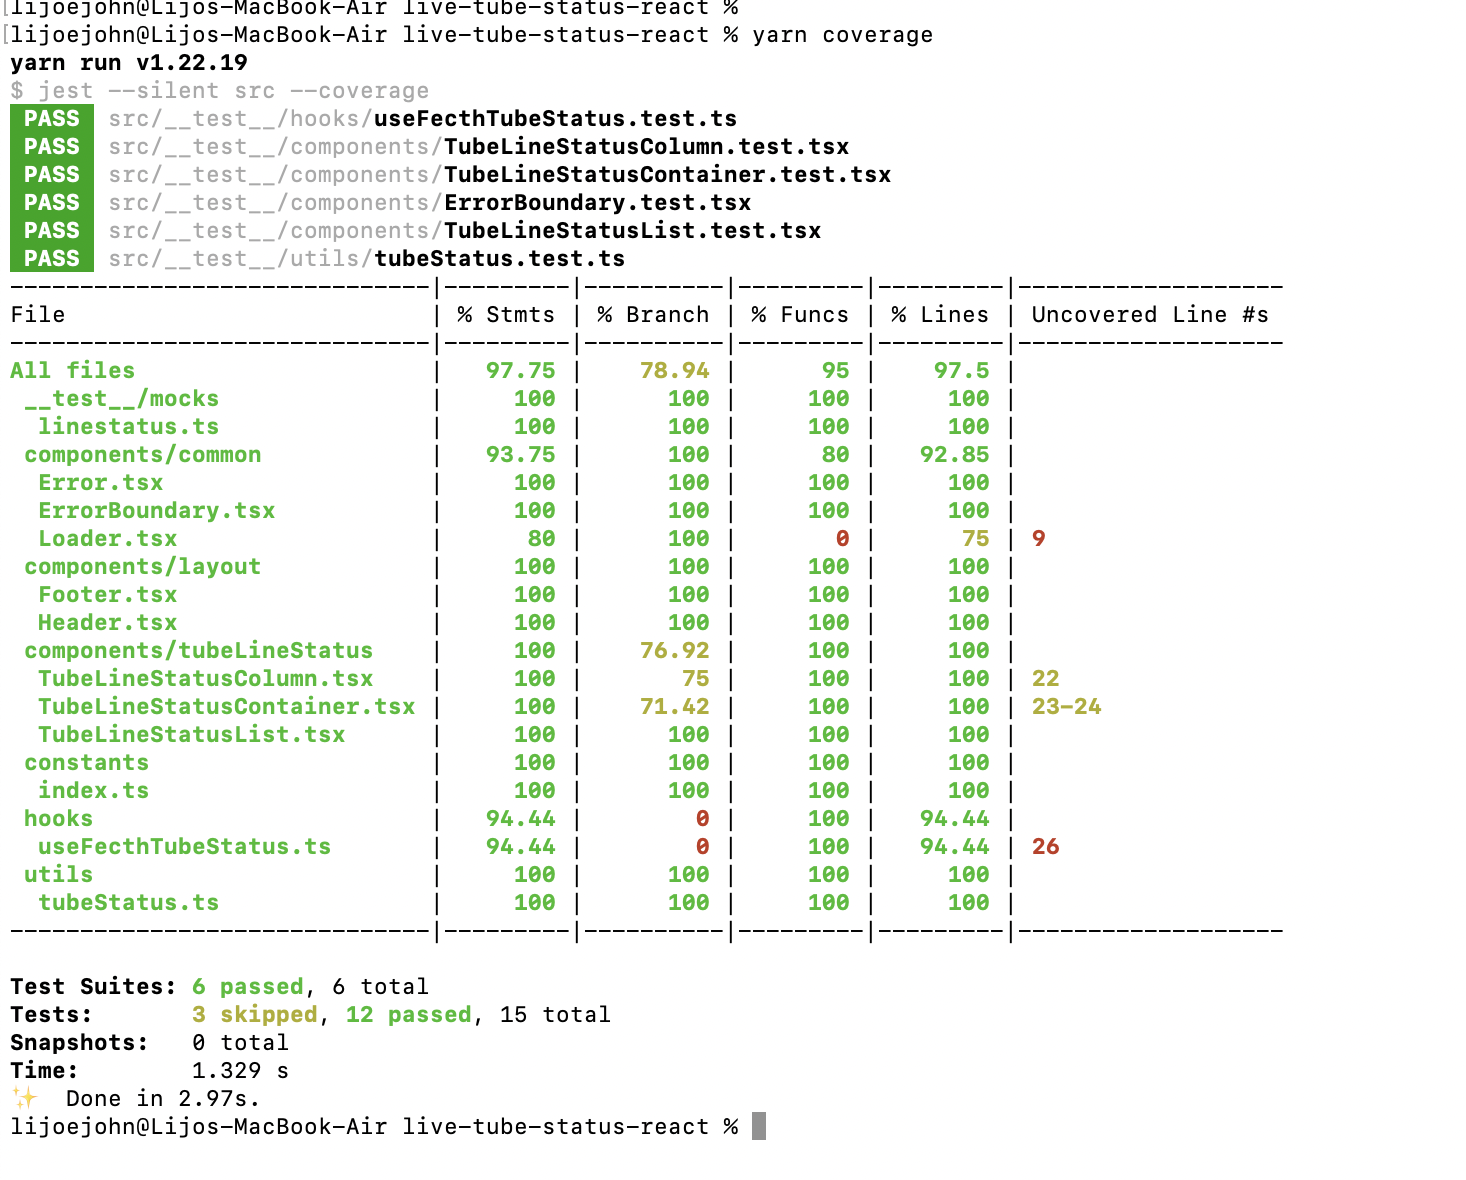 [lijoejohn@Lijos-MacBook-Air live-tube-status-react %
[lijoejohn@Lijos-MacBook-Air live-tube-status-react % yarn coverage
yarn run v1.22.19
$ jest --silent src --coverage
PASS src/__test__/hooks/useFecthTubeStatus.test.ts
PASS src/__test__/components/TubeLineStatusColumn.test.tsx
PASS src/__test__/components/TubeLineStatusContainer.test.tsx
PASS src/__test__/components/ErrorBoundary.test.tsx
PASS src/__test__/components/TubeLineStatusList.test.tsx
PASS src/__test__/utils/tubeStatus.test.ts
------------------------------|---------|----------|---------|---------|-------------------
File                          | % Stmts | % Branch | % Funcs | % Lines | Uncovered Line #s
------------------------------|---------|----------|---------|---------|-------------------
All files                     |   97.75 |    78.94 |      95 |    97.5 |
 __test__/mocks               |     100 |      100 |     100 |     100 |
  linestatus.ts               |     100 |      100 |     100 |     100 |
 components/common            |   93.75 |      100 |      80 |   92.85 |
  Error.tsx                   |     100 |      100 |     100 |     100 |
  ErrorBoundary.tsx           |     100 |      100 |     100 |     100 |
  Loader.tsx                  |      80 |      100 |       0 |      75 | 9
 components/layout            |     100 |      100 |     100 |     100 |
  Footer.tsx                  |     100 |      100 |     100 |     100 |
  Header.tsx                  |     100 |      100 |     100 |     100 |
 components/tubeLineStatus    |     100 |    76.92 |     100 |     100 |
  TubeLineStatusColumn.tsx    |     100 |       75 |     100 |     100 | 22
  TubeLineStatusContainer.tsx |     100 |    71.42 |     100 |     100 | 23-24
  TubeLineStatusList.tsx      |     100 |      100 |     100 |     100 |
 constants                    |     100 |      100 |     100 |     100 |
  index.ts                    |     100 |      100 |     100 |     100 |
 hooks                        |   94.44 |        0 |     100 |   94.44 |
  useFecthTubeStatus.ts       |   94.44 |        0 |     100 |   94.44 | 26
 utils                        |     100 |      100 |     100 |     100 |
  tubeStatus.ts               |     100 |      100 |     100 |     100 |
------------------------------|---------|----------|---------|---------|-------------------
Test Suites: 6 passed, 6 total
Tests:       3 skipped, 12 passed, 15 total
Snapshots:   0 total
Time:        1.329 s
✨  Done in 2.97s.
lijoejohn@Lijos-MacBook-Air live-tube-status-react %